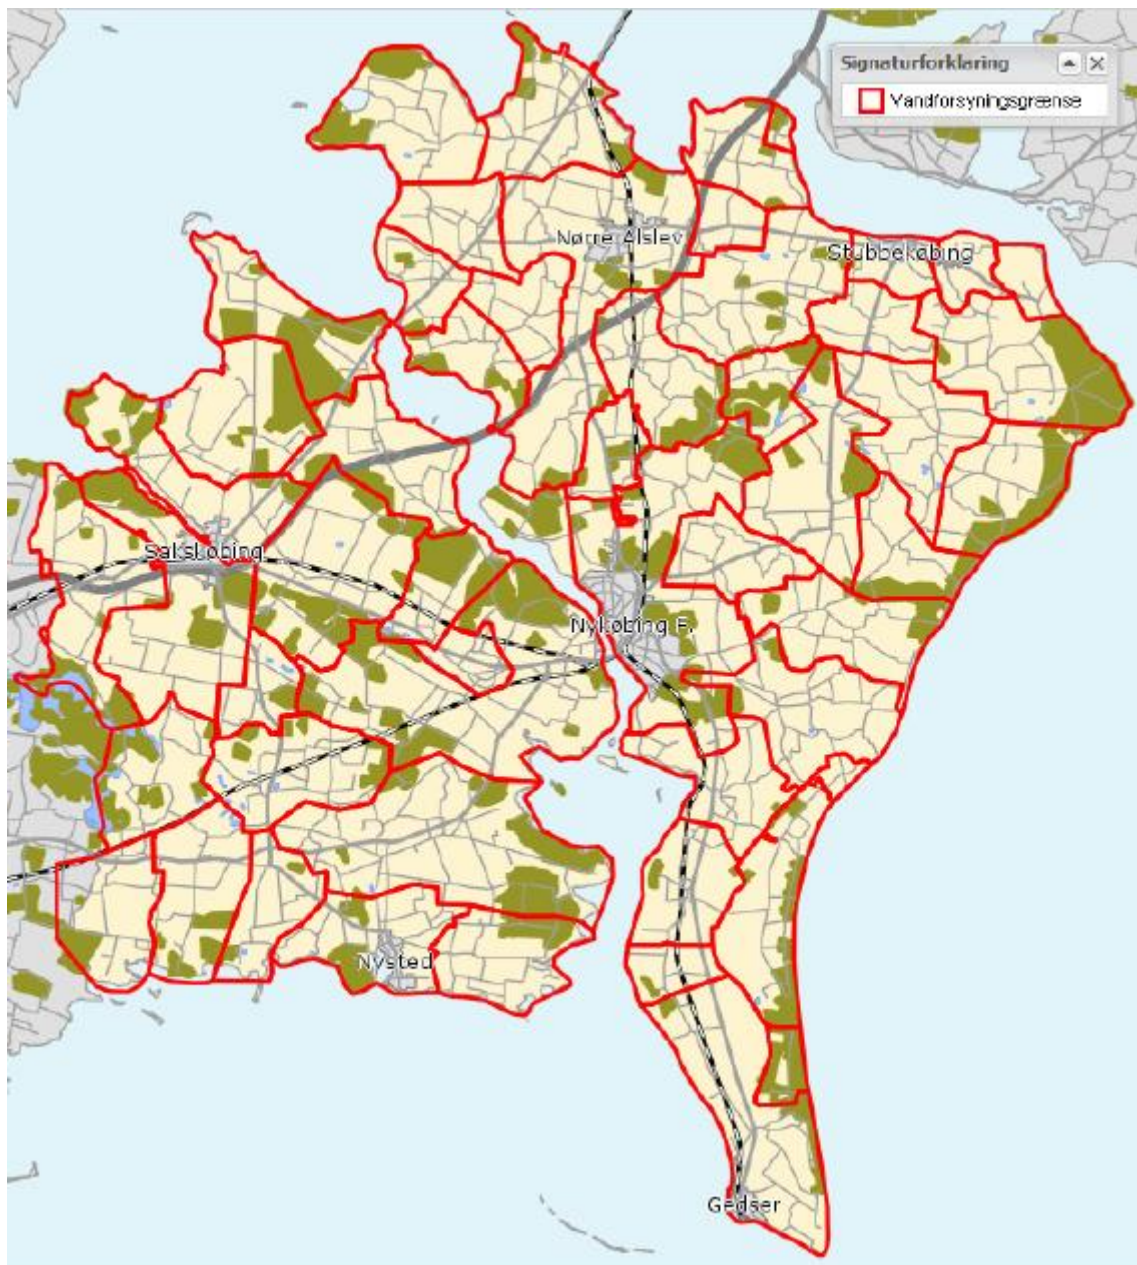 Signaturforklaring
Vandforsyningsgrænse
Nørre Alslev
Stubbekøbing
Sakskøbing
Nykøbing F.
Nysted
Gedser